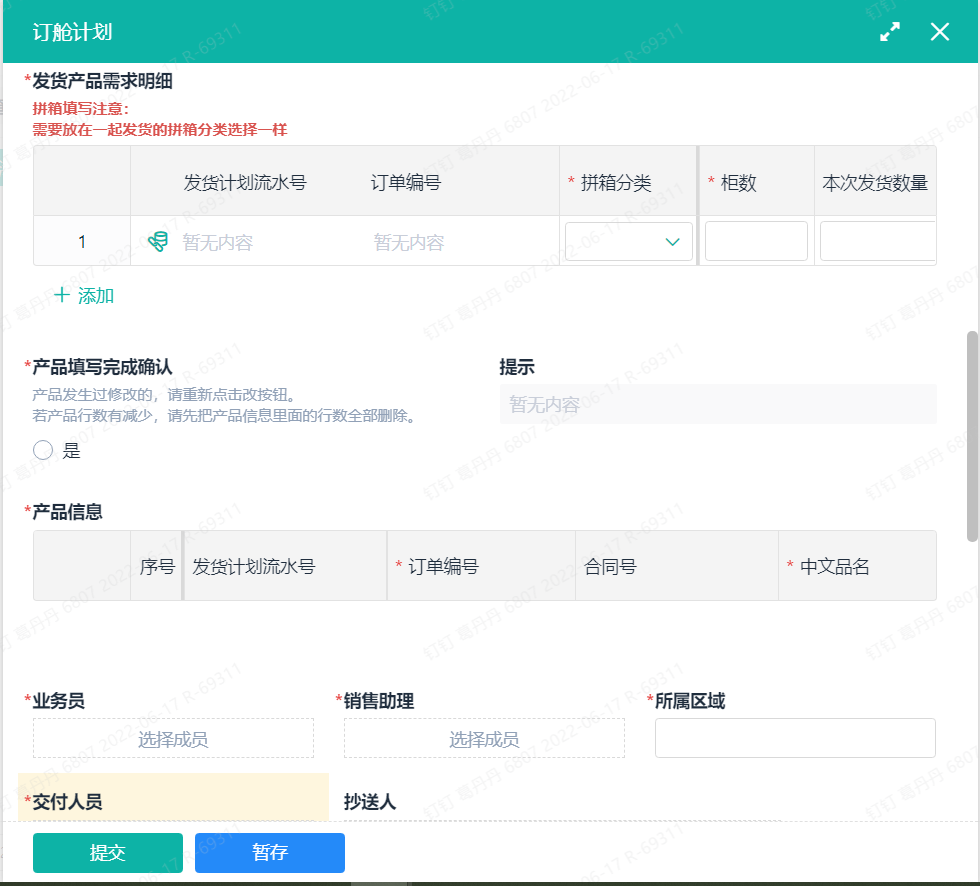 订舱计划
*发货产品需求明细
拼箱填写注意：
需要放在一起发货的拼箱分类选择一样
发货计划流水号 订单编号 * 拼箱分类 * 柜数 本次发货数量
1 暂无内容 暂无内容
+ 添加
*产品填写完成确认 提示
产品发生过修改的，请重新点击改按钮。
若产品行数有减少，请先把产品信息里面的行数全部删除。
暂无内容
是
*产品信息
序号 发货计划流水号 * 订单编号 合同号 * 中文品名
*业务员 *销售助理 *所属区域
选择成员 选择成员
*交付人员 抄送人
提交 暂存
钉钉 葛丹丹 6807 2022-06-17 R-69311